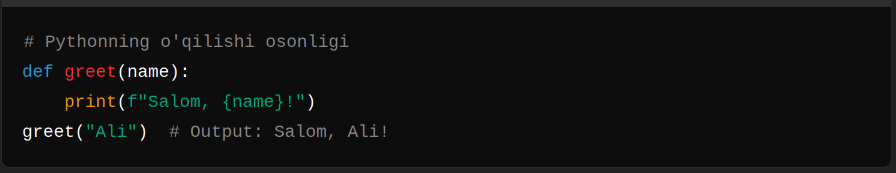 # Pythonning o'qilishi osonligi
def greet(name):
    print(f"Salom, {name}!")
greet("Ali")  # Output: Salom, Ali!